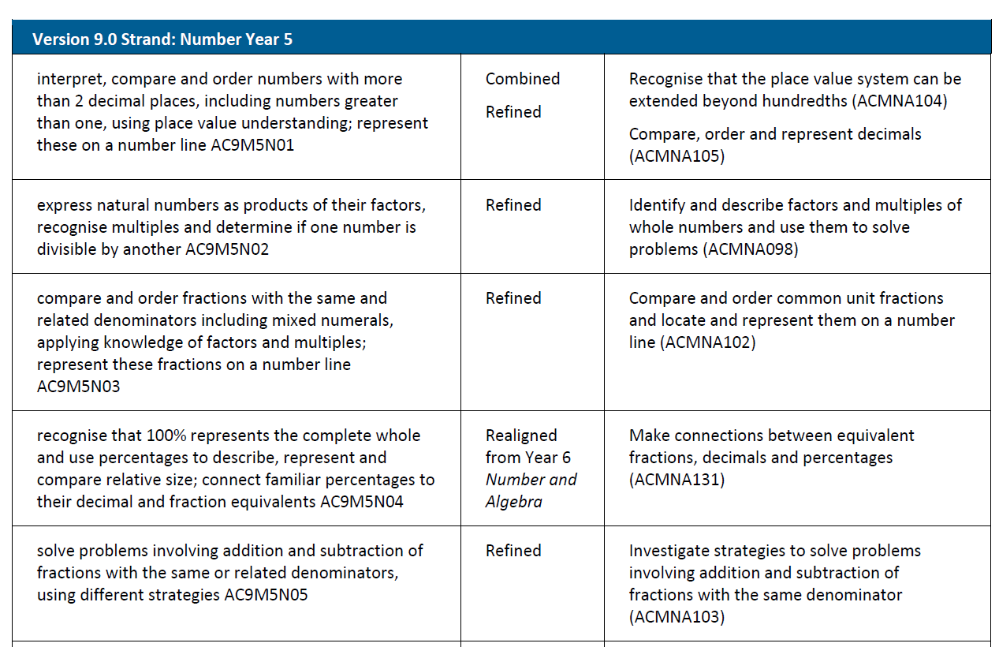 Version 9.0 Strand: Number Year 5
interpret, compare and order numbers with more
than 2 decimal places, including numbers greater
than one, using place value understanding; represent
these on a number line AC9M5N01
Combined
Refined
Recognise that the place value system can be
extended beyond hundredths (ACMNA104)
Compare, order and represent decimals
(ACMNA105)
express natural numbers as products of their factors,
recognise multiples and determine if one number is
divisible by another AC9M5N02
Refined
Identify and describe factors and multiples of
whole numbers and use them to solve
problems (ACMNA098)
compare and order fractions with the same and
related denominators including mixed numerals,
applying knowledge of factors and multiples;
represent these fractions on a number line
AC9M5N03
Refined
Compare and order common unit fractions
and locate and represent them on a number
line (ACMNA102)
recognise that 100% represents the complete whole
and use percentages to describe, represent and
compare relative size; connect familiar percentages to
their decimal and fraction equivalents AC9M5N04
Realigned
from Year 6
Number and
Algebra
Make connections between equivalent
fractions, decimals and percentages
(ACMNA131)
solve problems involving addition and subtraction of
fractions with the same or related denominators,
using different strategies AC9M5N05
Refined
Investigate strategies to solve problems
involving addition and subtraction of
fractions with the same denominator
(ACMNA103)